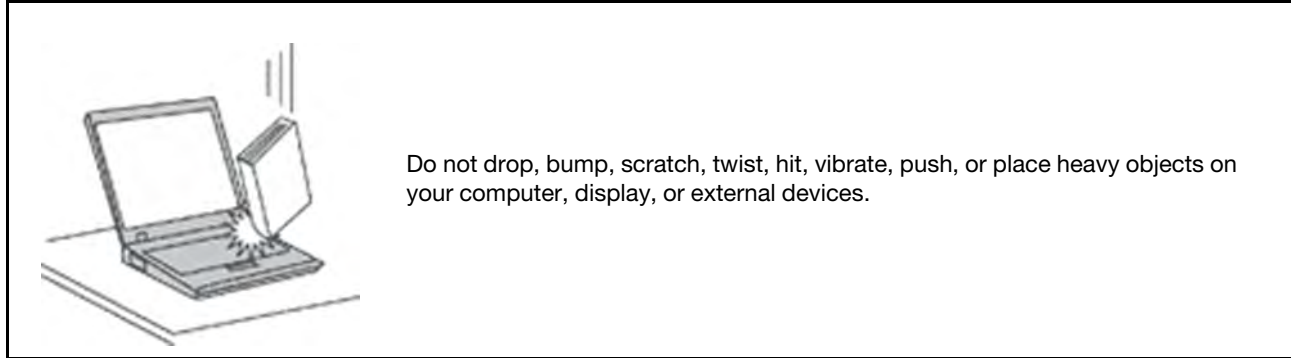 Do not drop, bump, scratch, twist, hit, vibrate, push, or place heavy objects on
your computer, display, or external devices.